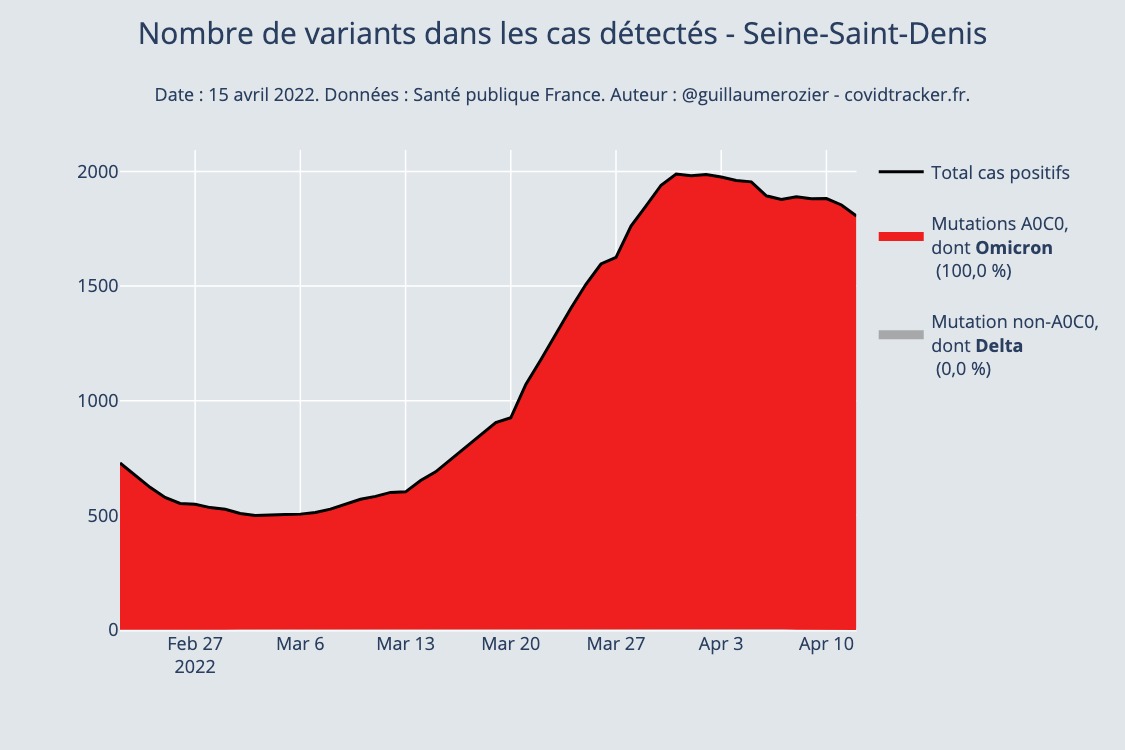 Nombre de variants dans les cas détectés - Seine-Saint-Denis
Date : 15 avril 2022. Données : Santé publique France. Auteur : @guillaumerozier - covidtracker.fr.
2000
1500
1000
500
0
Feb 27
2022
Mar 6
Mar 13
Mar 20
Mar 27
Apr 3
Apr 10
Total cas positifs
Mutations A0C0,
dont Omicron
(100,0 %)
Mutation non-A0C0,
dont Delta
(0,0 %)